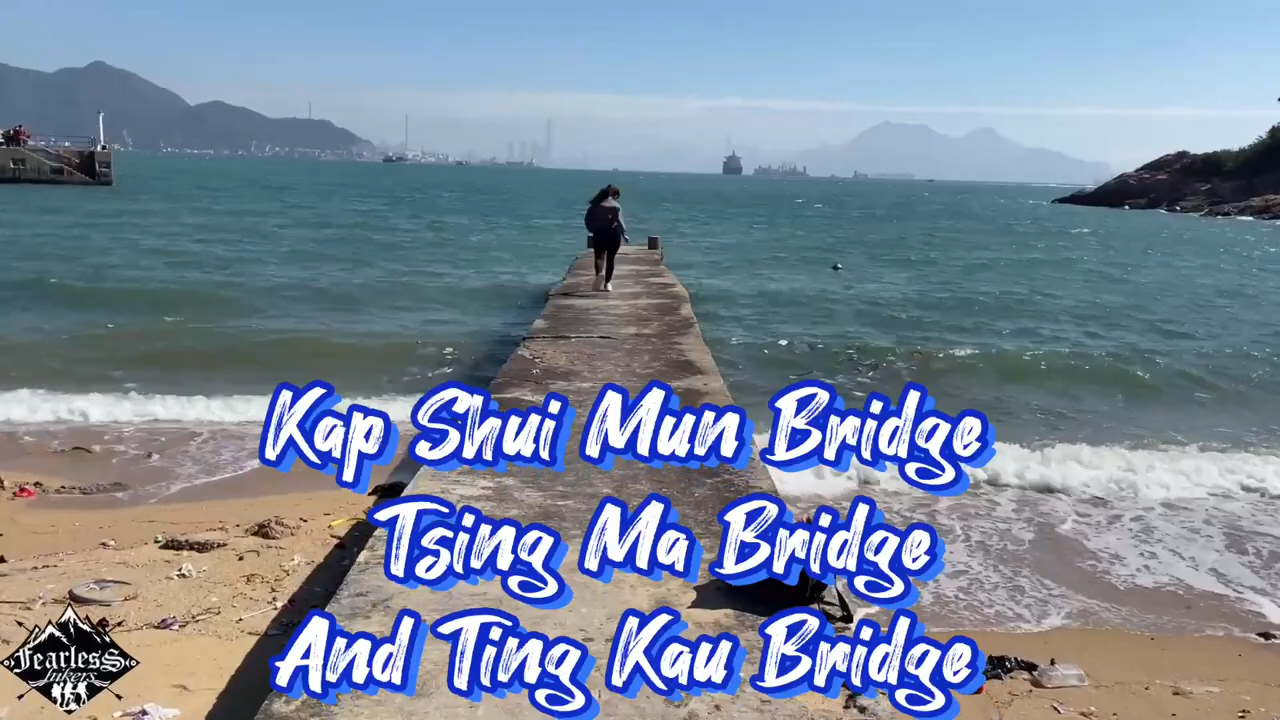 Kap Shui Mun Bridge
Tsing Ma Bridge
And Ting Kau Bridge
Fearless
hikers